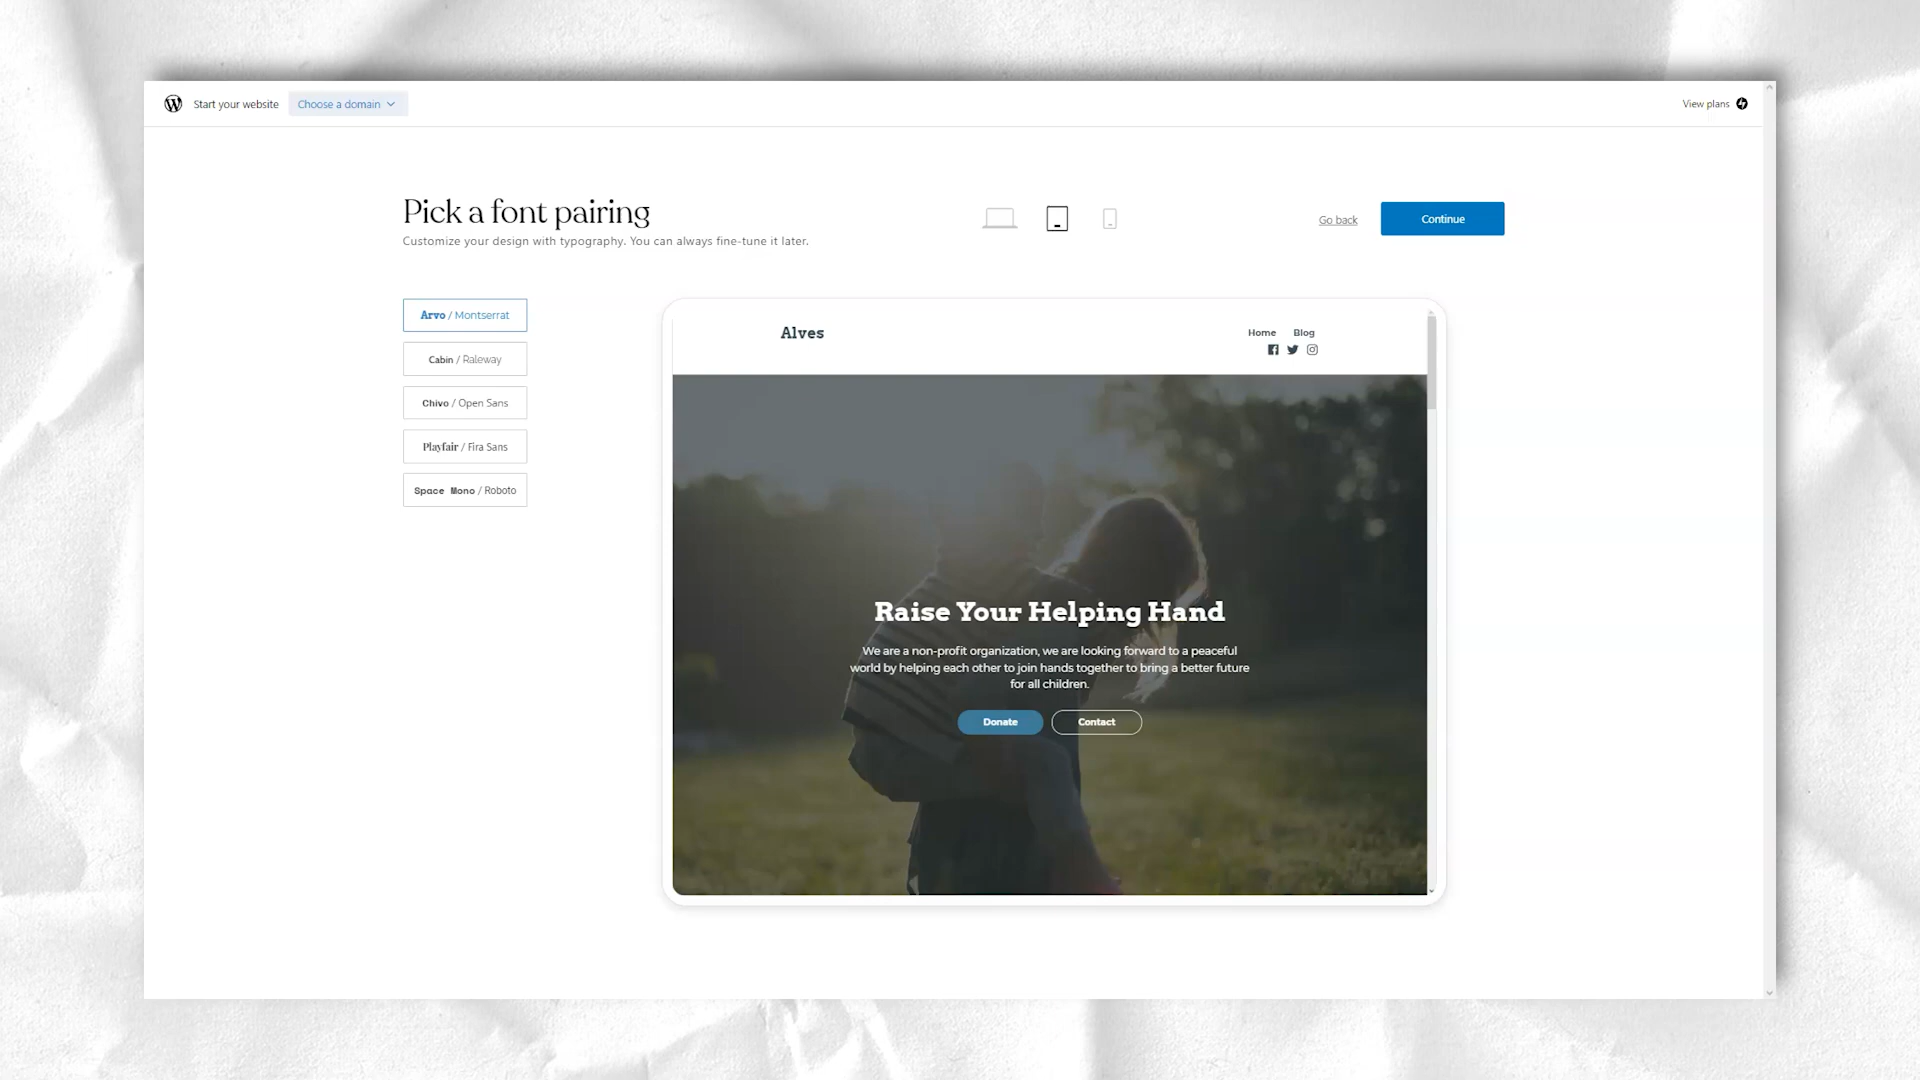 Start your website
Choose a domain
View plans
Pick a font pairing
Customize your design with typography. You can always fine-tune it later.
Go back
Continue
Arvo / Montserrat
Cabin / Raleway
Chivo / Open Sans
Playfair / Fira Sans
Space Mono / Roboto
Alves
Home
Blog
Raise Your Helping Hand
We are a non-profit organization, we are looking forward to a peaceful
world by helping each other to join hands together to bring a better future
for all children.
Donate
Contact